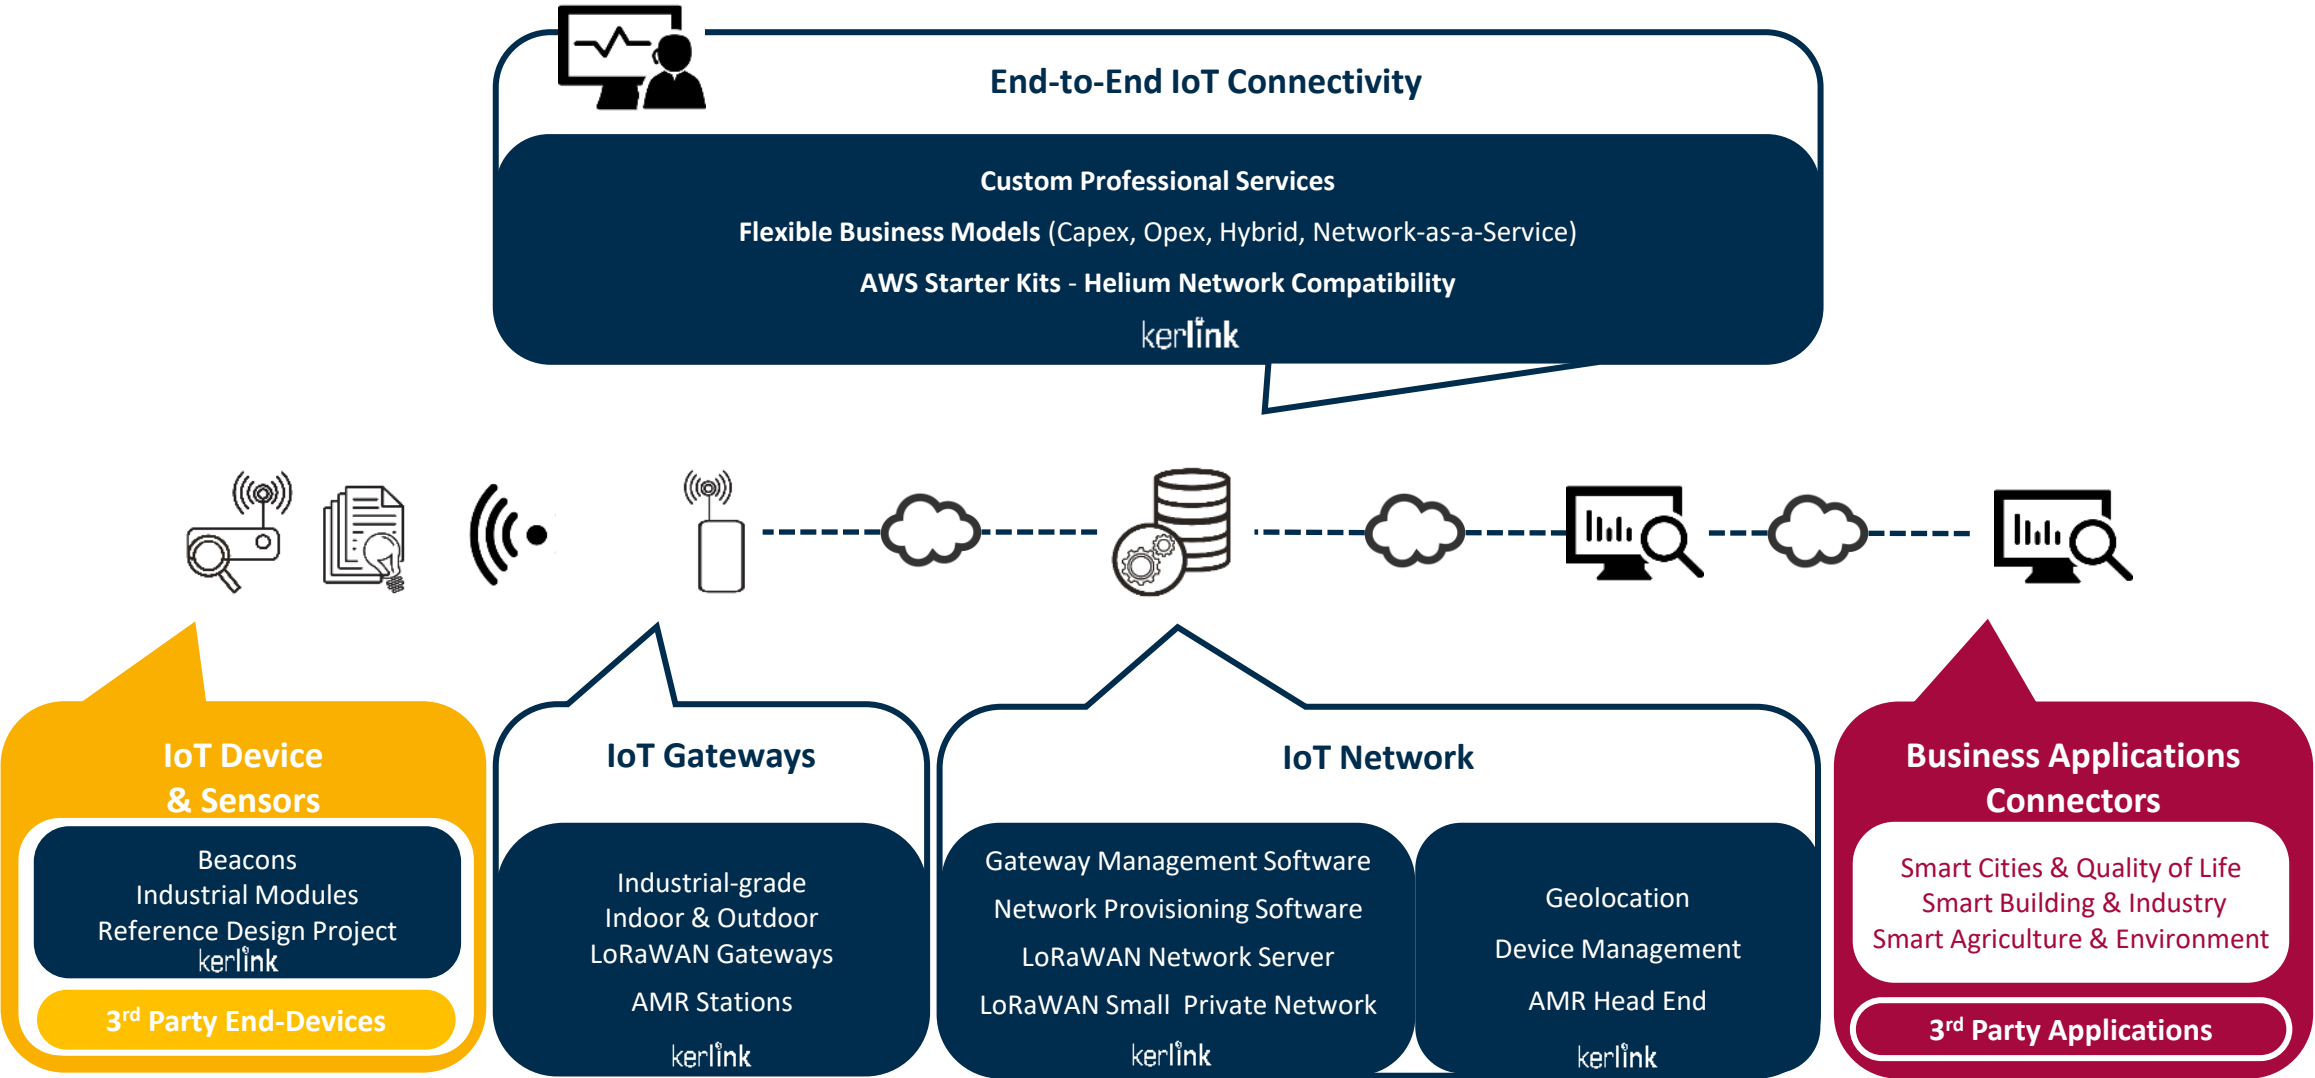 End-to-End IoT Connectivity
Custom Professional Services
Flexible Business Models (Capex, Opex, Hybrid, Network-as-a-Service)
AWS Starter Kits - Helium Network Compatibility
kerlink
IoT Device
& Sensors
Beacons
Industrial Modules
Reference Design Project
kerlink
3rd Party End-Devices
IoT Gateways
Industrial-grade
Indoor & Outdoor
LoRaWAN Gateways
AMR Stations
kerlink
IoT Network
Gateway Management Software
Network Provisioning Software
LoRaWAN Network Server
LoRaWAN Small Private Network
kerlink
Geolocation
Device Management
AMR Head End
kerlink
Business Applications
Connectors
Smart Cities & Quality of Life
Smart Building & Industry
Smart Agriculture & Environment
3rd Party Applications